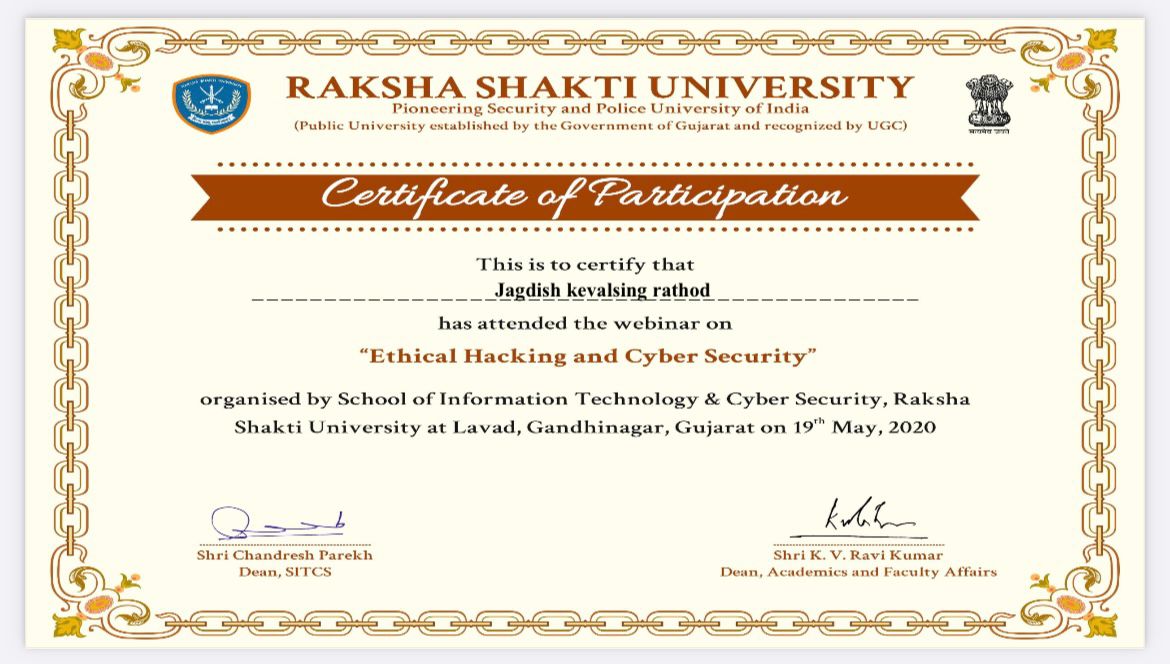 RAKSHA SHAKTI UNIVERSITY
Pioneering Security and Police University of India
(Public University established by the Government of Gujarat and recognized by UGC)
सत्यमेव जयते
Certificate of Participation
This is to certify that
Jagdish kevalsing rathod
has attended the webinar on
“Ethical Hacking and Cyber Security”
organised by School of Information Technology & Cyber Security, Raksha
Shakti University at Lavad, Gandhinagar, Gujarat on 19th May, 2020
Shri Chandresh Parekh
Dean, SITCS
Shri K. V. Ravi Kumar
Dean, Academics and Faculty Affairs